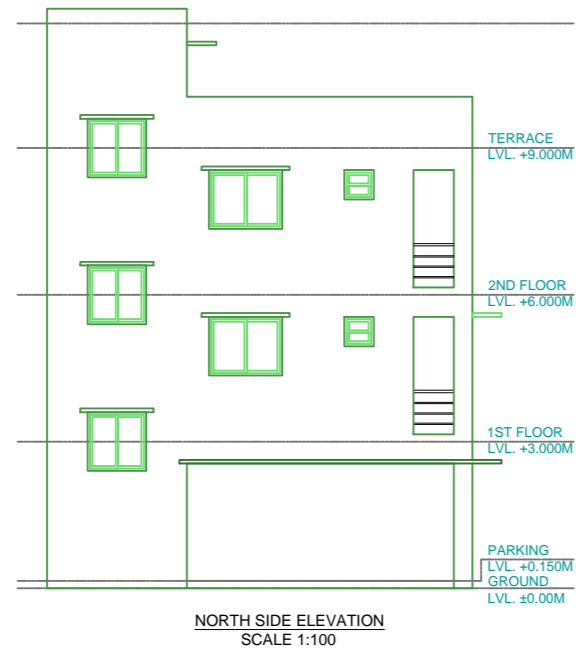 TERRACE
LVL. +9.000M
2ND FLOOR
LVL. +6.000M
1ST FLOOR
LVL. +3.000M
PARKING
LVL. +0.150M
GROUND
LVL. ±0.00M
NORTH SIDE ELEVATION
SCALE 1:100